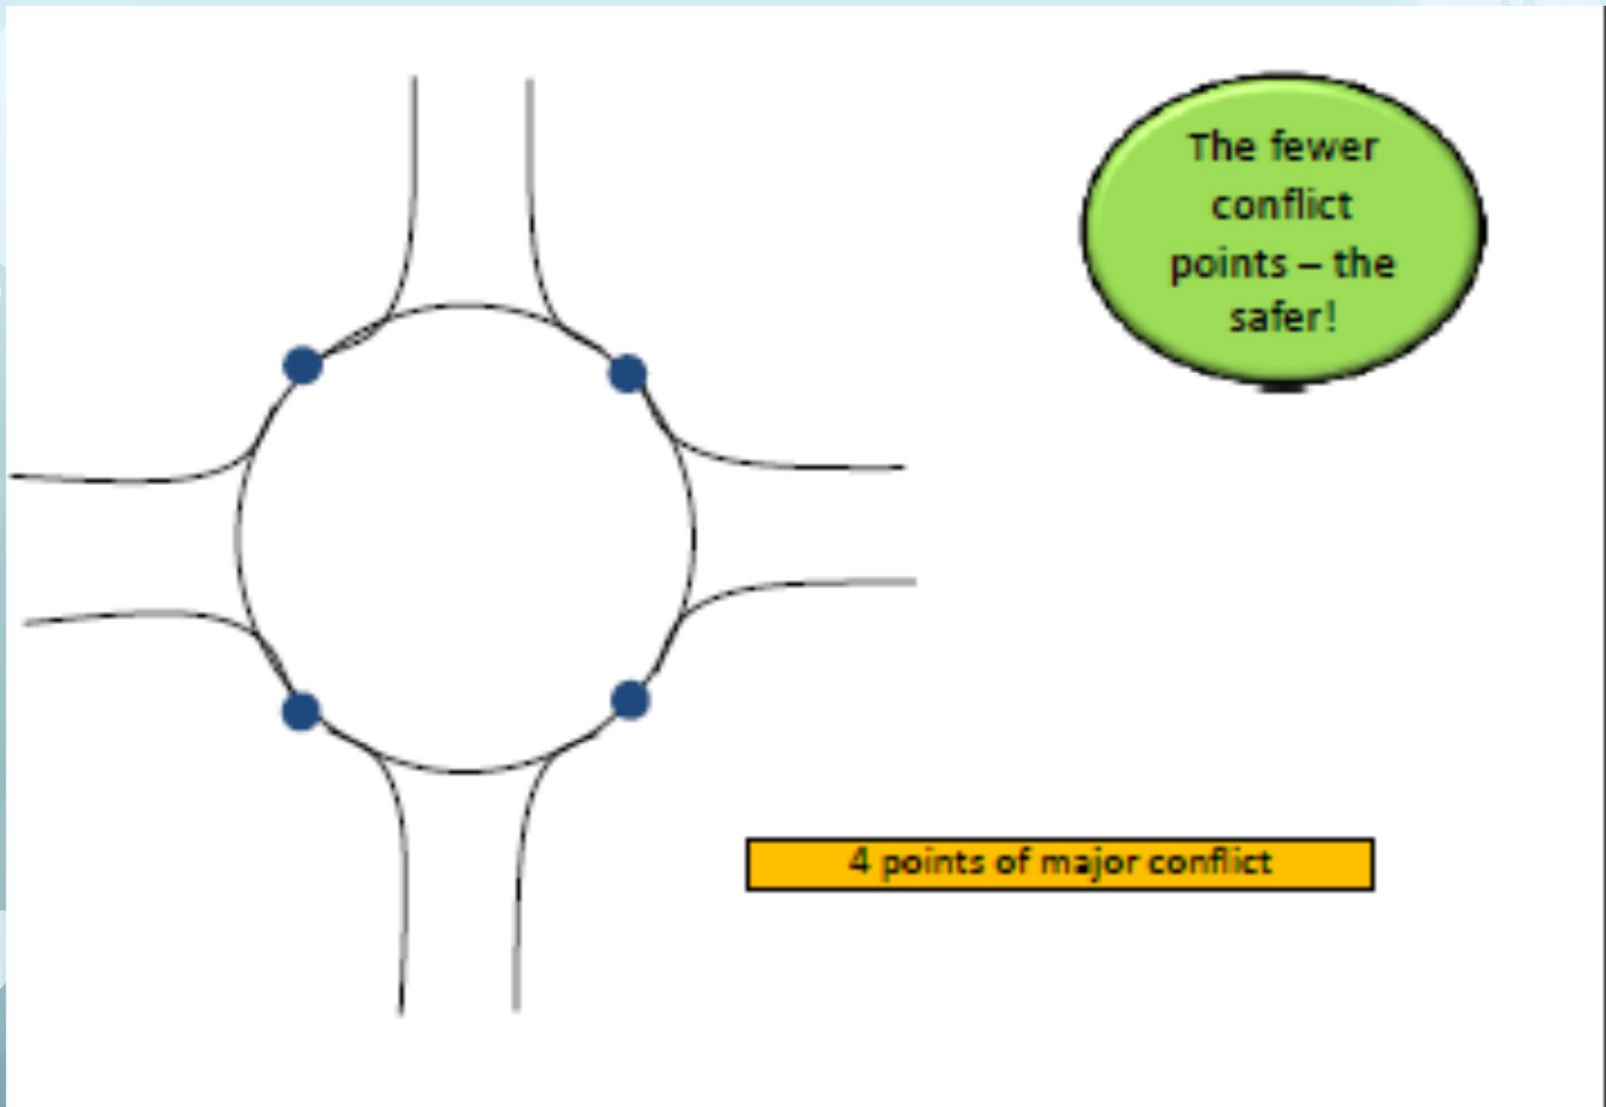 The fewer
conflict
points – the
safer!
4 points of major conflict